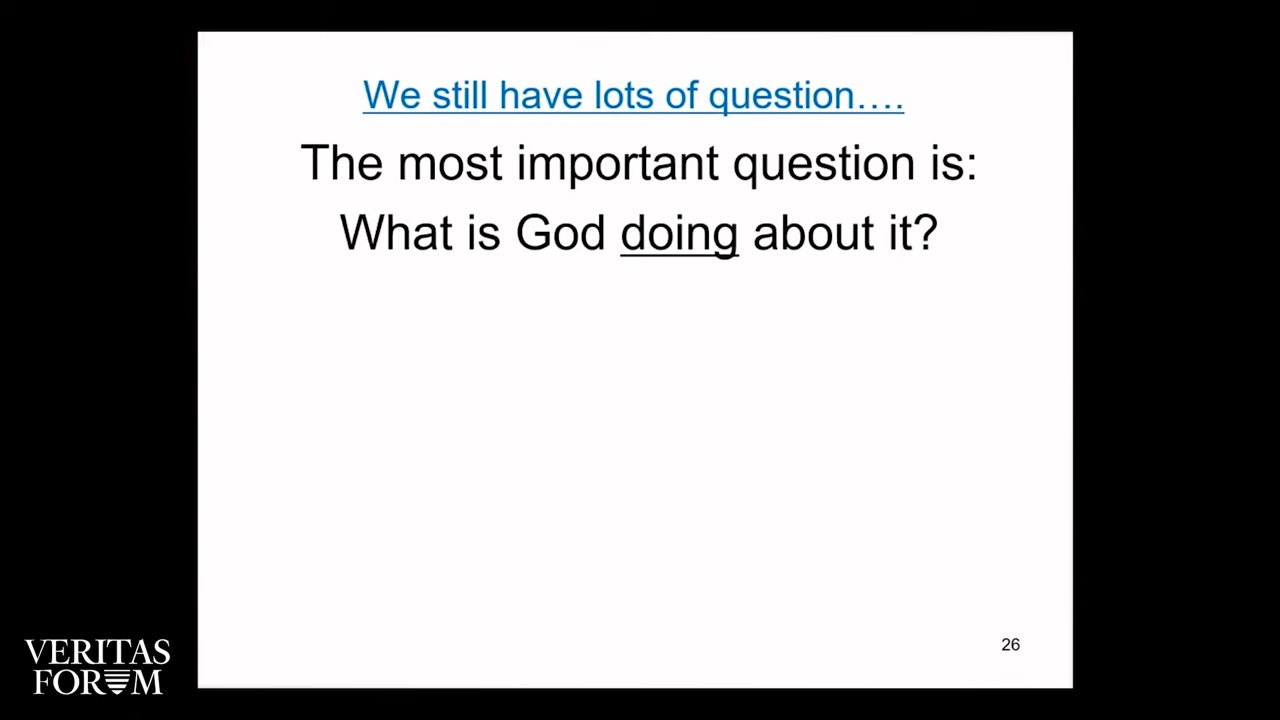 We still have lots of question….
The most important question is:
What is God doing about it?
26
VERITAS
FORUM